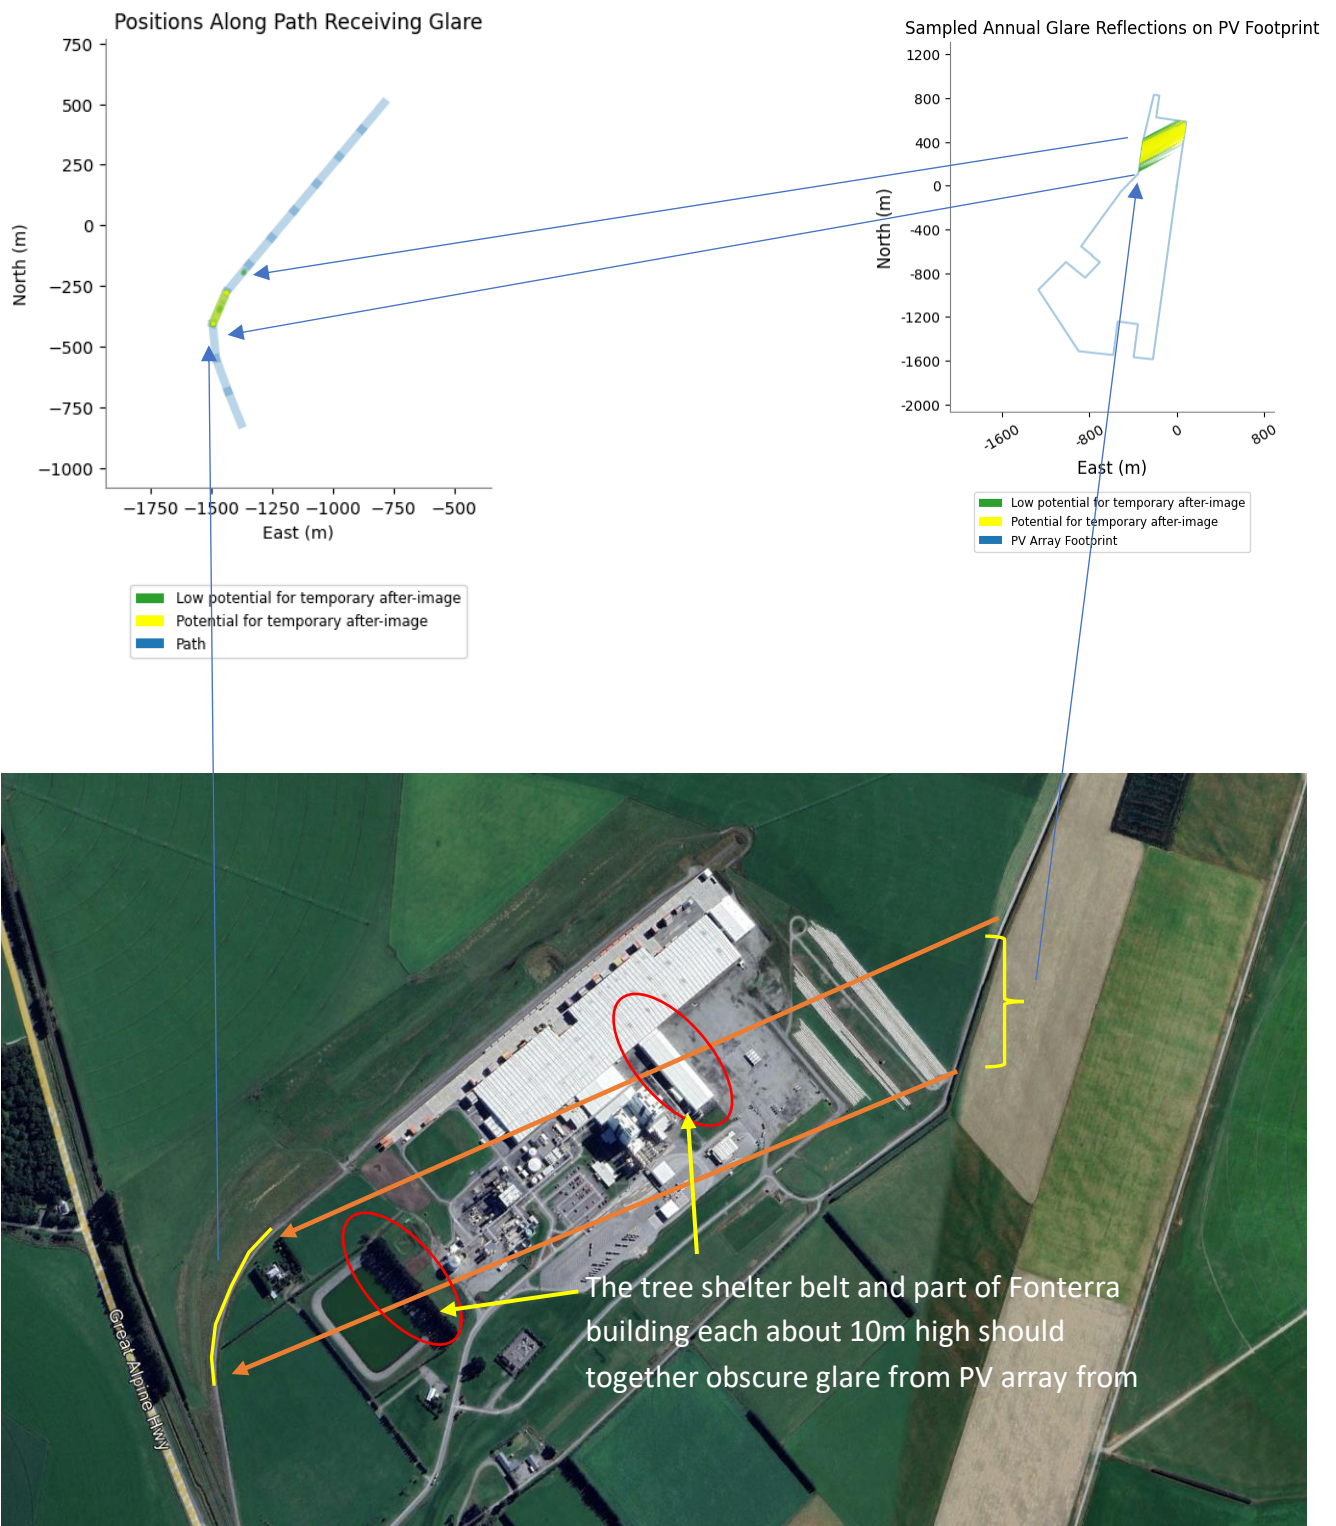 Positions Along Path Receiving Glare
750
500
250
0
−250
−500
−750
−1000
North (m)
−1750 −1500 −1250 −1000 −750 −500
East (m)
Low potential for temporary after-image
Potential for temporary after-image
Path
Sampled Annual Glare Reflections on PV Footprint
1200
800
400
0
-400
-800
-1200
-1600
-2000
North (m)
-1600 -800 0 800
East (m)
Low potential for temporary after-image
Potential for temporary after-image
PV Array Footprint
Great Alpine Hwy
The tree shelter belt and part of Fonterra
building each about 10m high should
together obscure glare from PV array from